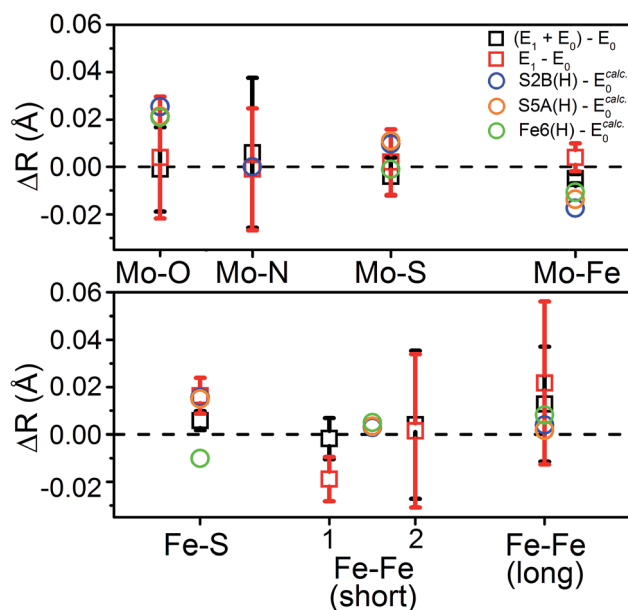 0.06
0.04
0.02
0.00
-0.02
ΔR (Å)
(E₁ + E₀) - E₀
E₁ - E₀
S2B(H) - E₀ᶜᵃˡᶜ·
S5A(H) - E₀ᶜᵃˡᶜ·
Fe6(H) - E₀ᶜᵃˡᶜ·
Mo-O Mo-N Mo-S Mo-Fe
0.06
0.04
0.02
0.00
-0.02
ΔR (Å)
1 2
Fe-S Fe-Fe Fe-Fe
(short) (long)